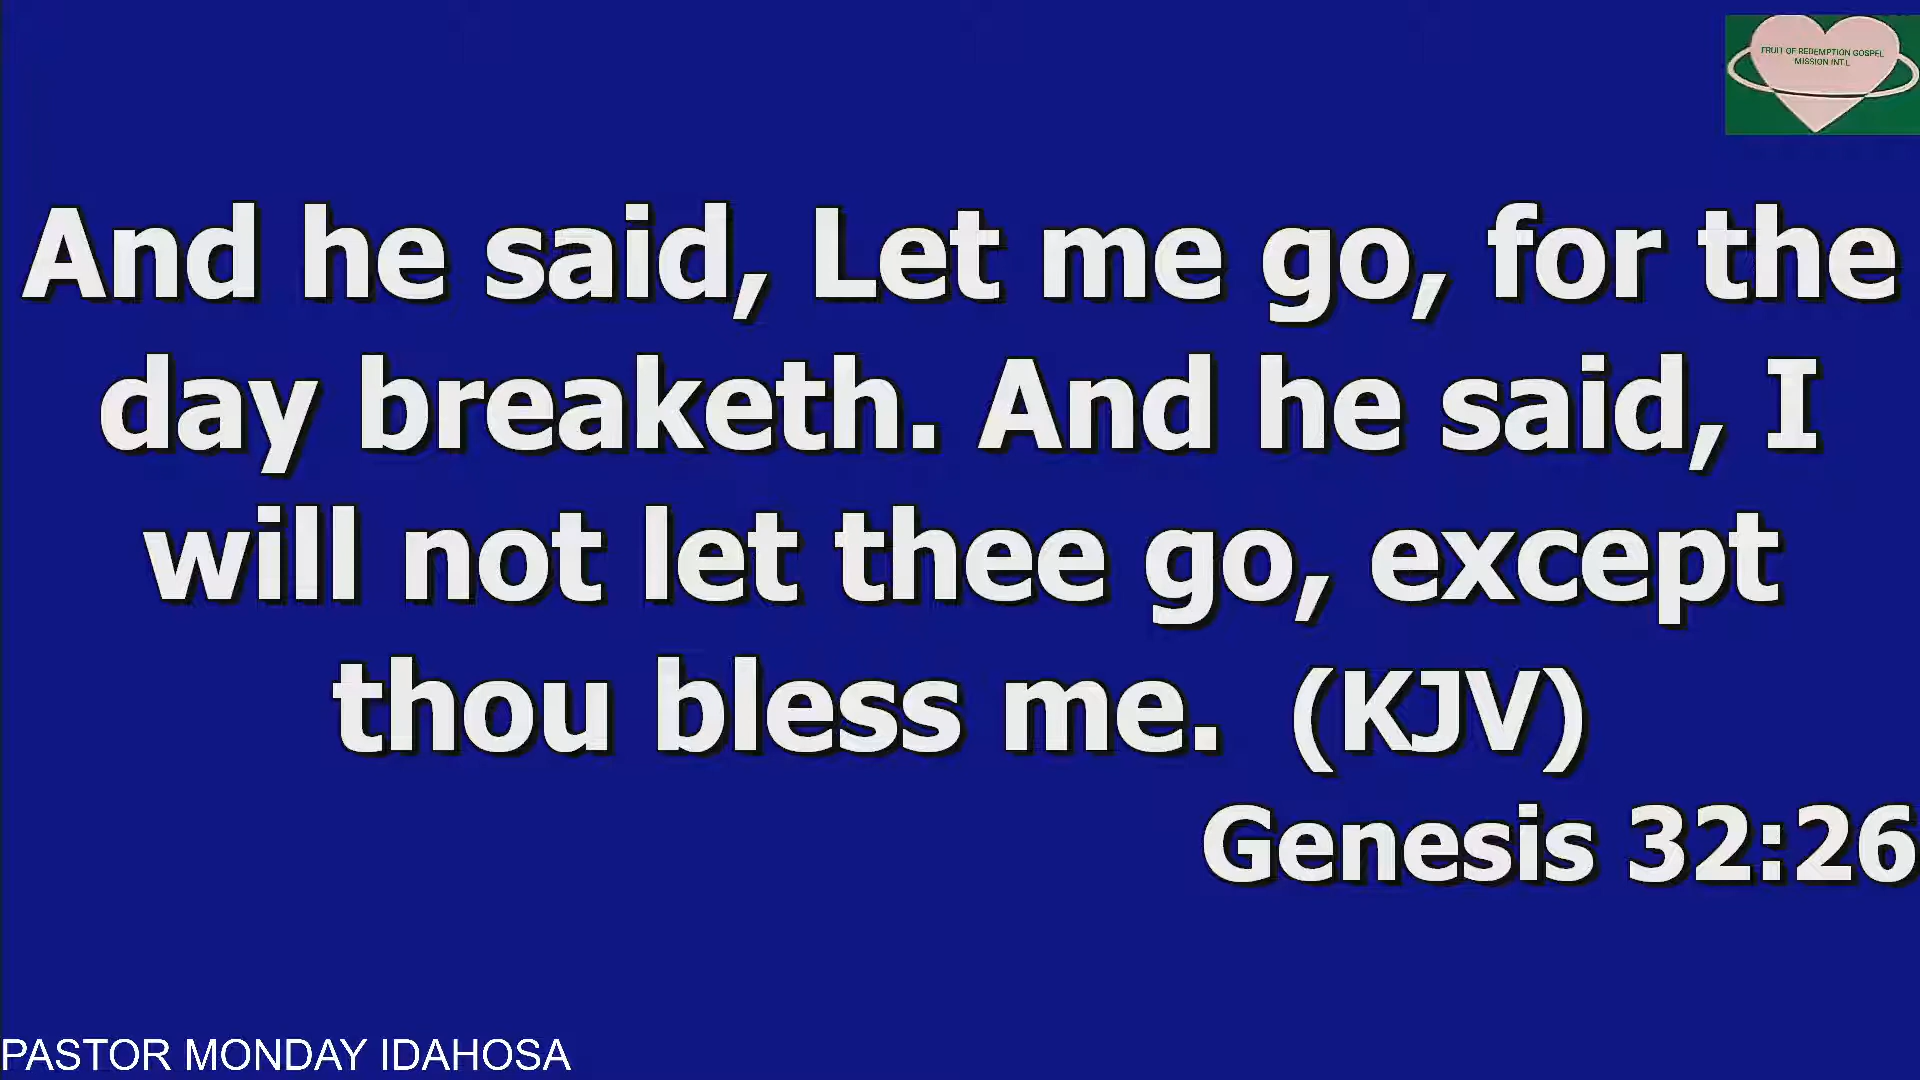 FRUIT OF REDEMPTION GOSPEL
MISSION INT.L
And he said, Let me go, for the
day breaketh. And he said, I
will not let thee go, except
thou bless me.  (KJV)
Genesis 32:26
PASTOR MONDAY IDAHOSA